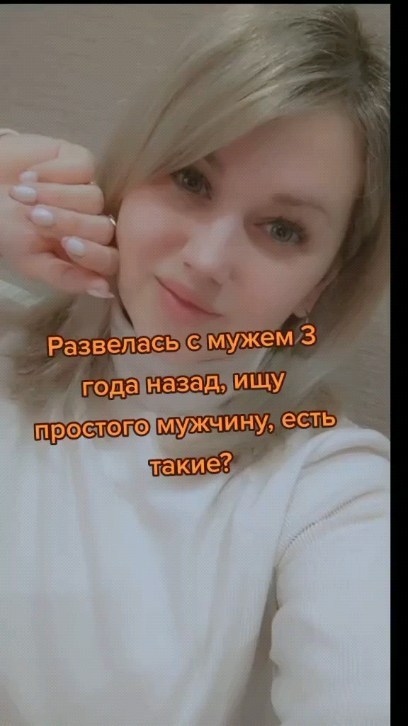 Развелась с мужем 3
года назад, ищу
простого мужчину, есть
такие?